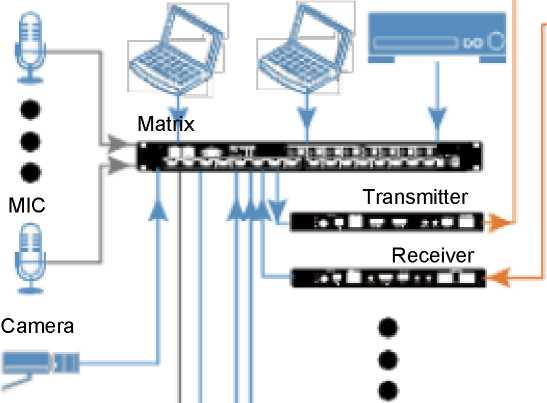 Matrix
Transmitter
MIC
Receiver
Camera